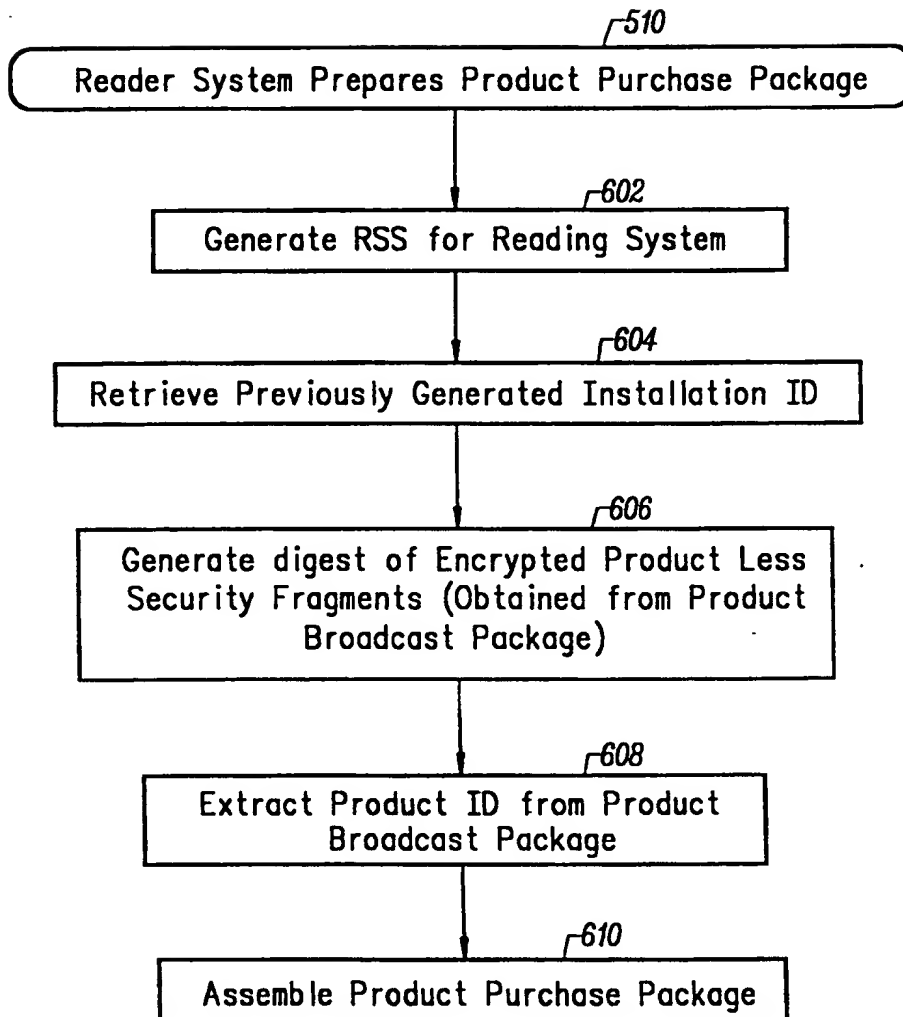 510
Reader System Prepares Product Purchase Package
602
Generate RSS for Reading System
604
Retrieve Previously Generated Installation ID
606
Generate digest of Encrypted Product Less
Security Fragments (Obtained from Product
Broadcast Package)
608
Extract Product ID from Product
Broadcast Package
610
Assemble Product Purchase Package